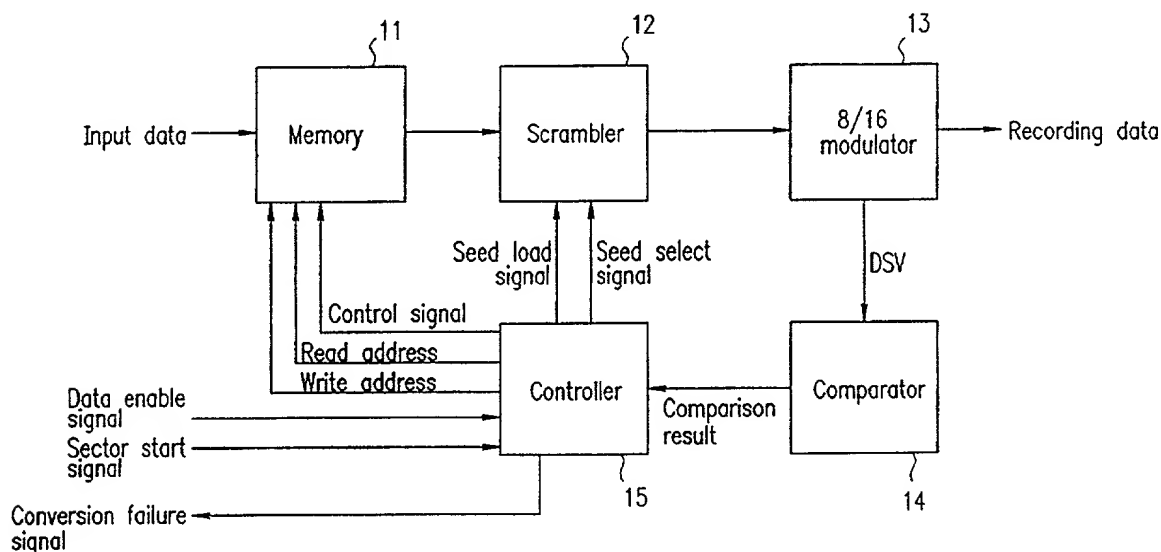 11
12
13
Input data
Memory
Scrambler
8/16
modulator
Recording data
Seed load
signal
Seed select
signal
DSV
Control signal
Read address
Write address
Data enable
signal
Sector start
signal
Controller
Comparison
result
Comparator
15
14
Conversion failure
signal